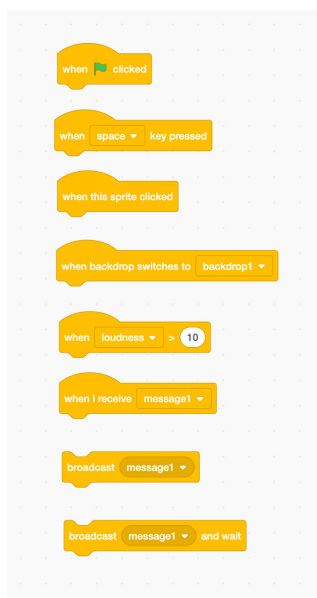 when clicked
when space key pressed
when this sprite clicked
when backdrop switches to backdrop1
when loudness > 10
when I receive message1
broadcast message1
broadcast message1 and wait